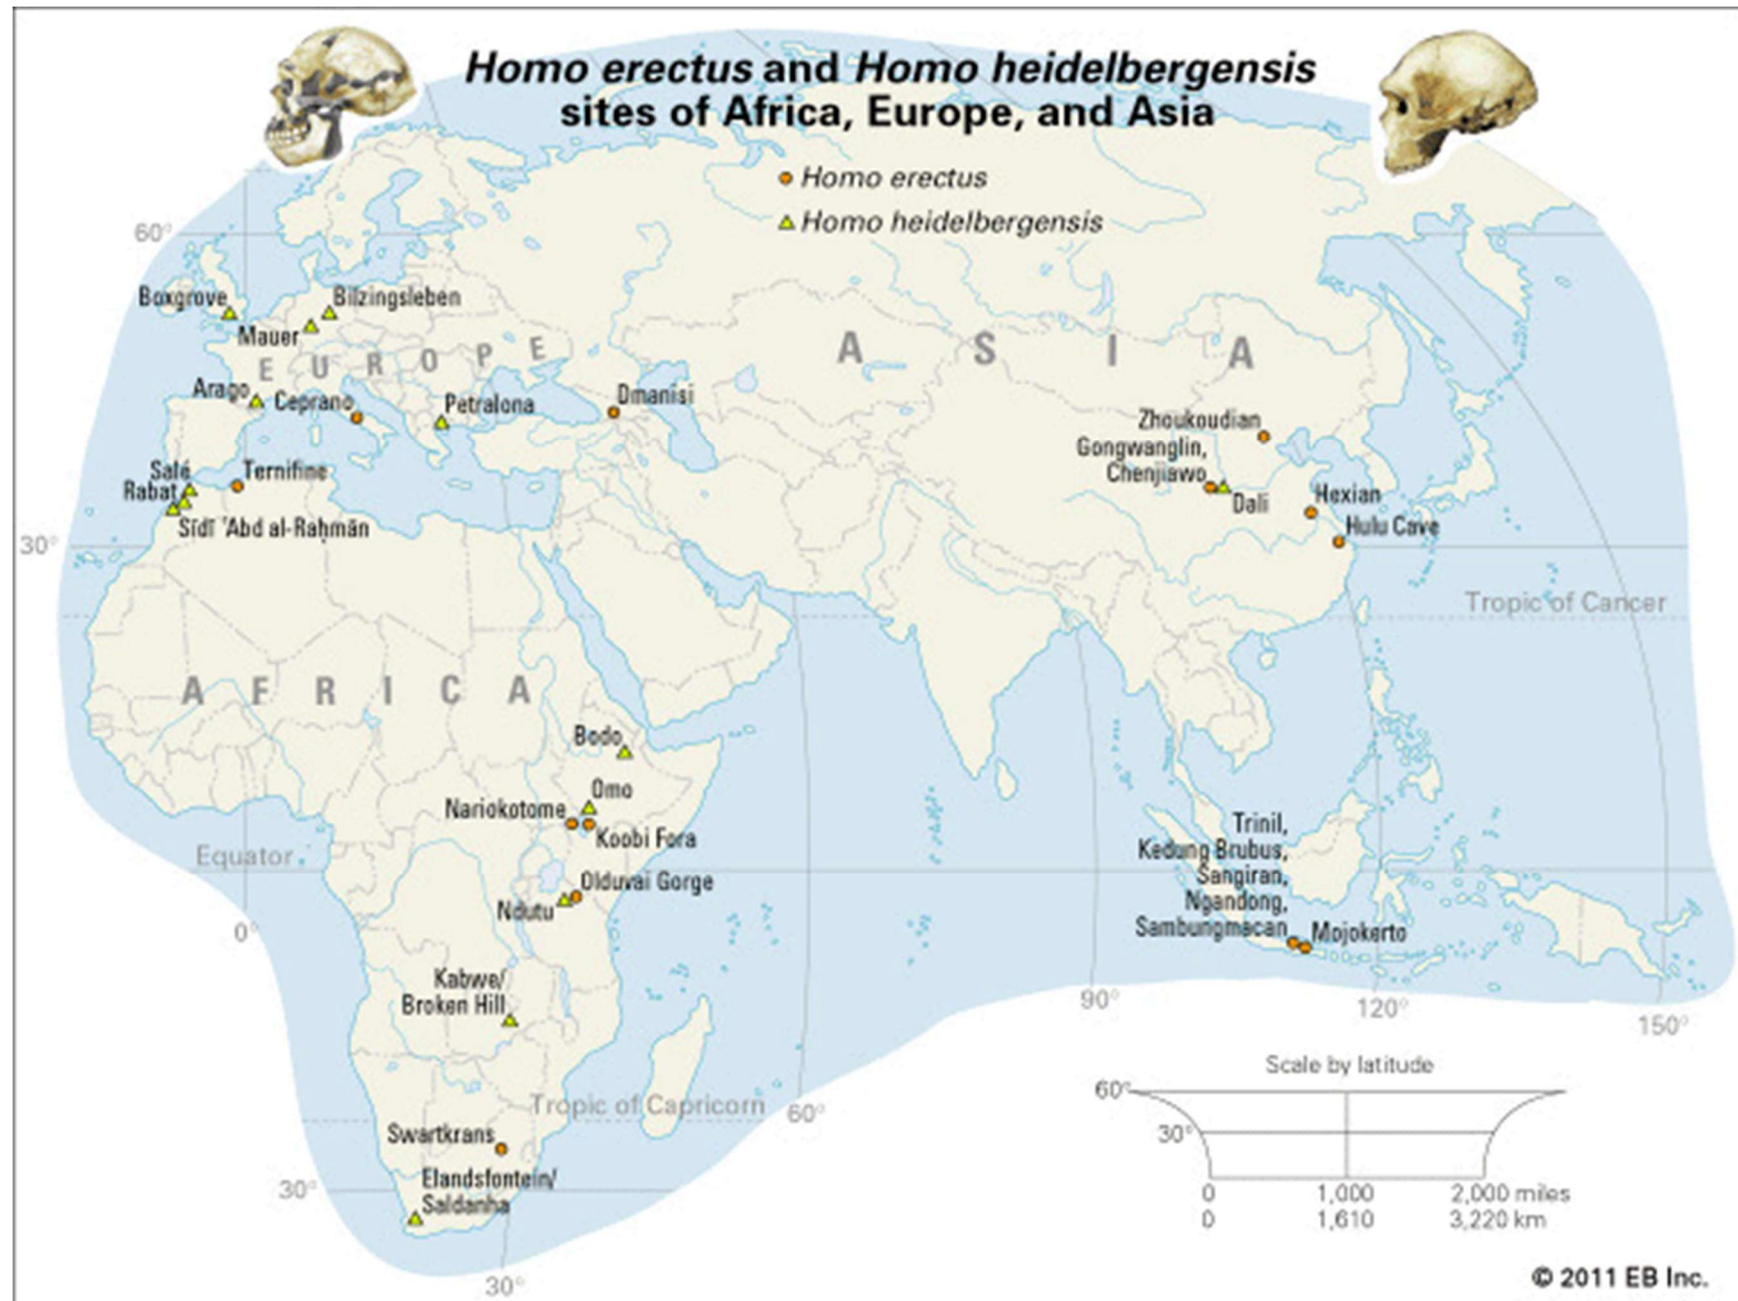 Homo erectus and Homo heidelbergensis
sites of Africa, Europe, and Asia
Homo erectus
Homo heidelbergensis
60°
Boxgrove
Bilzingsleben
Mauer
EUROPE
ASIA
Arago
Ceprano
Petralona
Dmanisi
Zhoukoudian
Gongwanglin,
Chenjiawo
Dali
Hexian
Hulu Cave
Salé
Rabat
Ternifine
Sīdī ʿAbd al-Raḥmān
30°
Tropic of Cancer
AFRICA
Bodo
Omo
Nariokotome
Koobi Fora
Equator
Olduvai Gorge
Ndutu
0°
Trinil,
Kedung Brubus,
Sangiran,
Ngandong,
Sambungmacan
Mojokerto
Kabwe/
Broken Hill
90°
120°
150°
Tropic of Capricorn
60°
Swartkrans
Elandsfontein/
Saldanha
30°
30°
Scale by latitude
60°
30°
0 1,000 2,000 miles
0 1,610 3,220 km
© 2011 EB Inc.